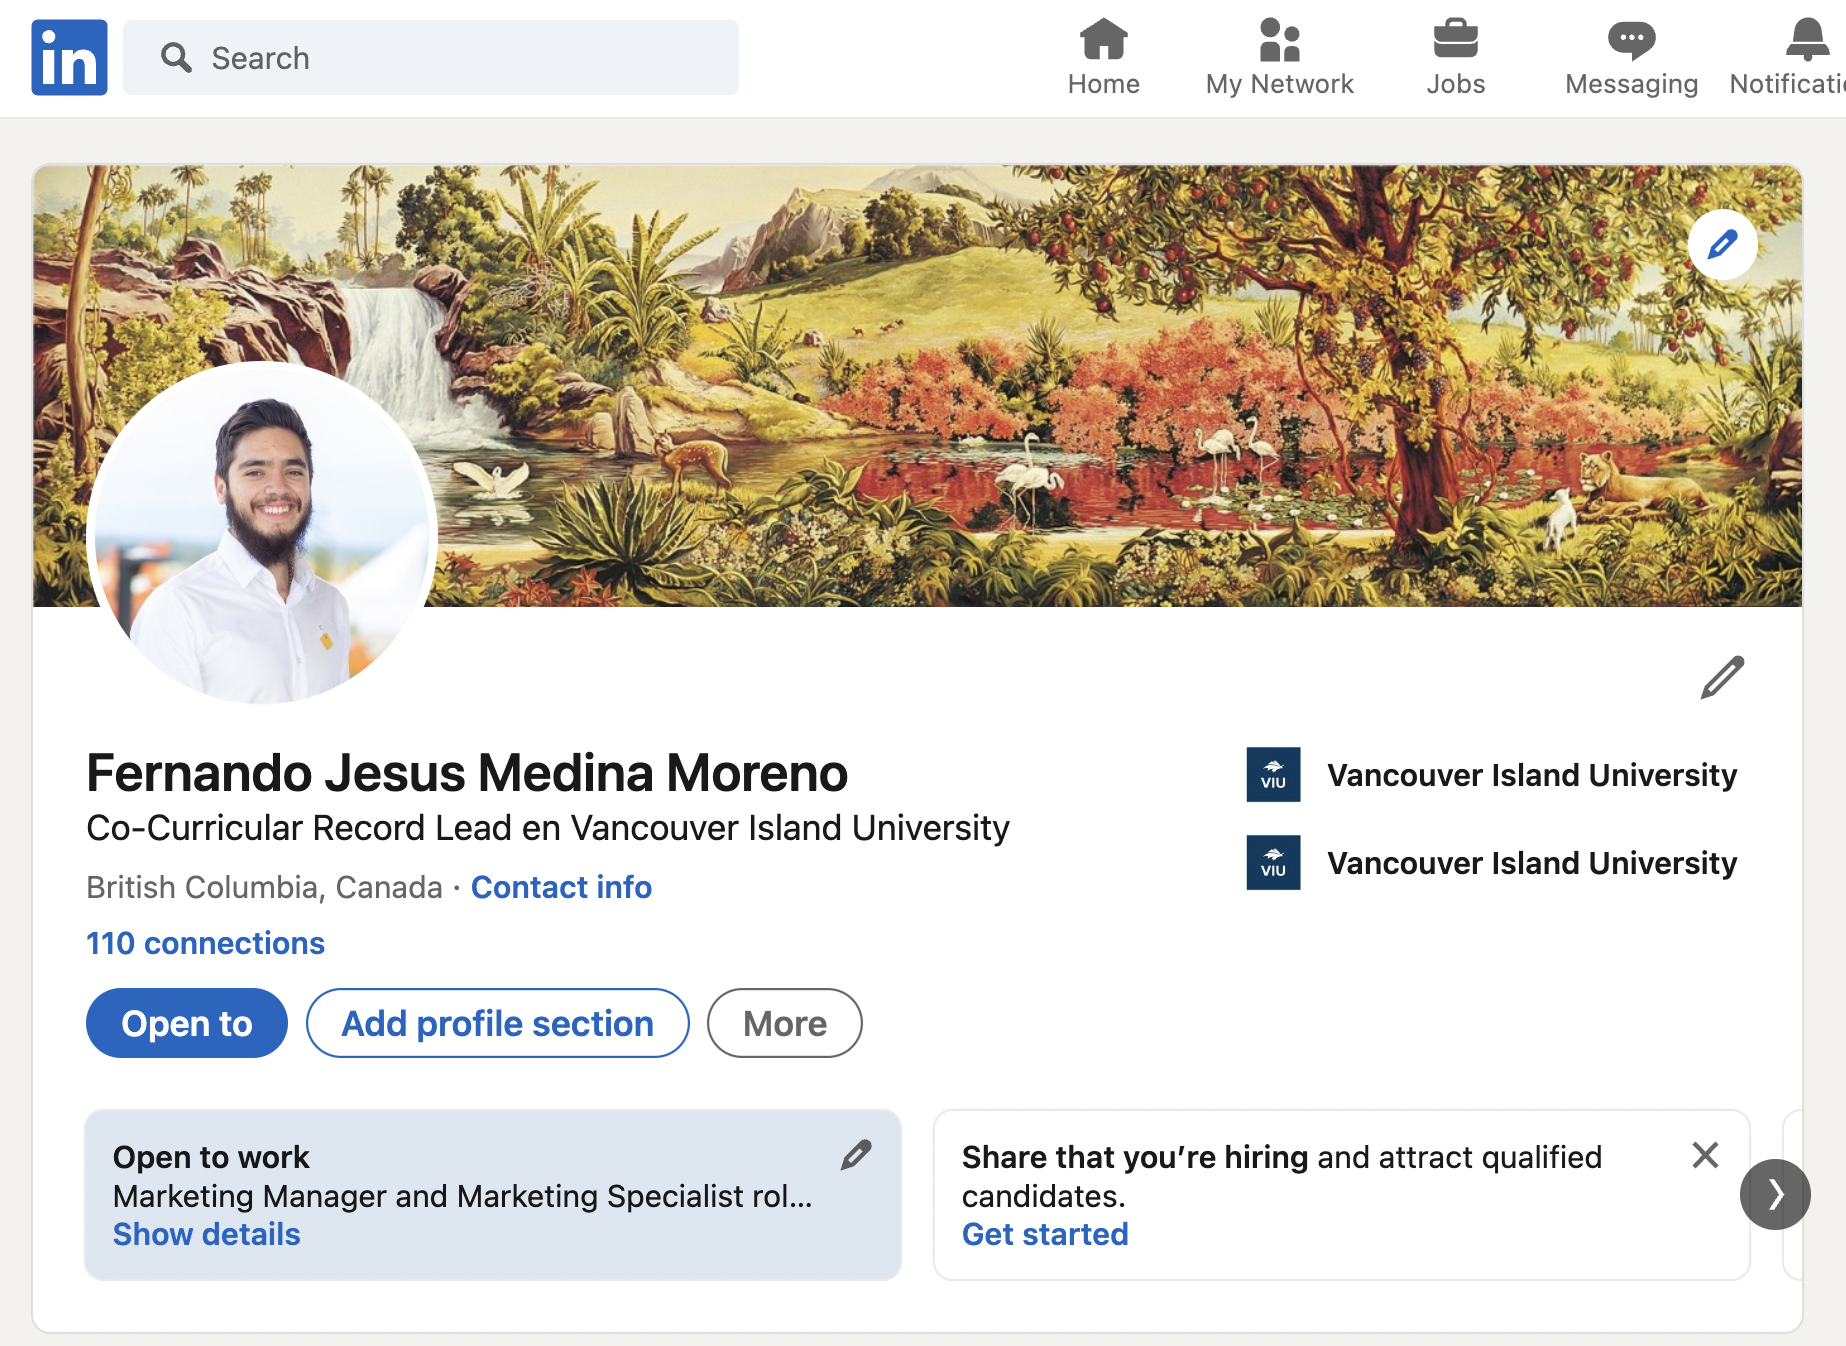 in
Search
Home
My Network
Jobs
Messaging
Notificati
Fernando Jesus Medina Moreno
Co-Curricular Record Lead en Vancouver Island University
British Columbia, Canada · Contact info
110 connections
VIU
Vancouver Island University
VIU
Vancouver Island University
Open to
Add profile section
More
Open to work
Marketing Manager and Marketing Specialist rol...
Show details
Share that you’re hiring and attract qualified
candidates.
Get started